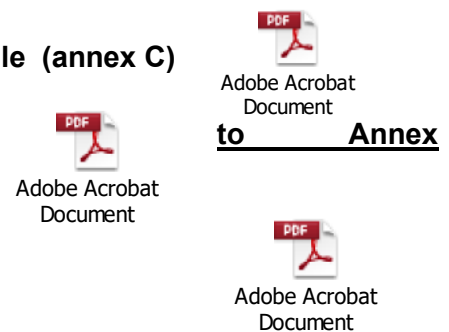 PDF
le (annex C)
Adobe Acrobat
Document
to Annex
PDF
Adobe Acrobat
Document
PDF
Adobe Acrobat
Document